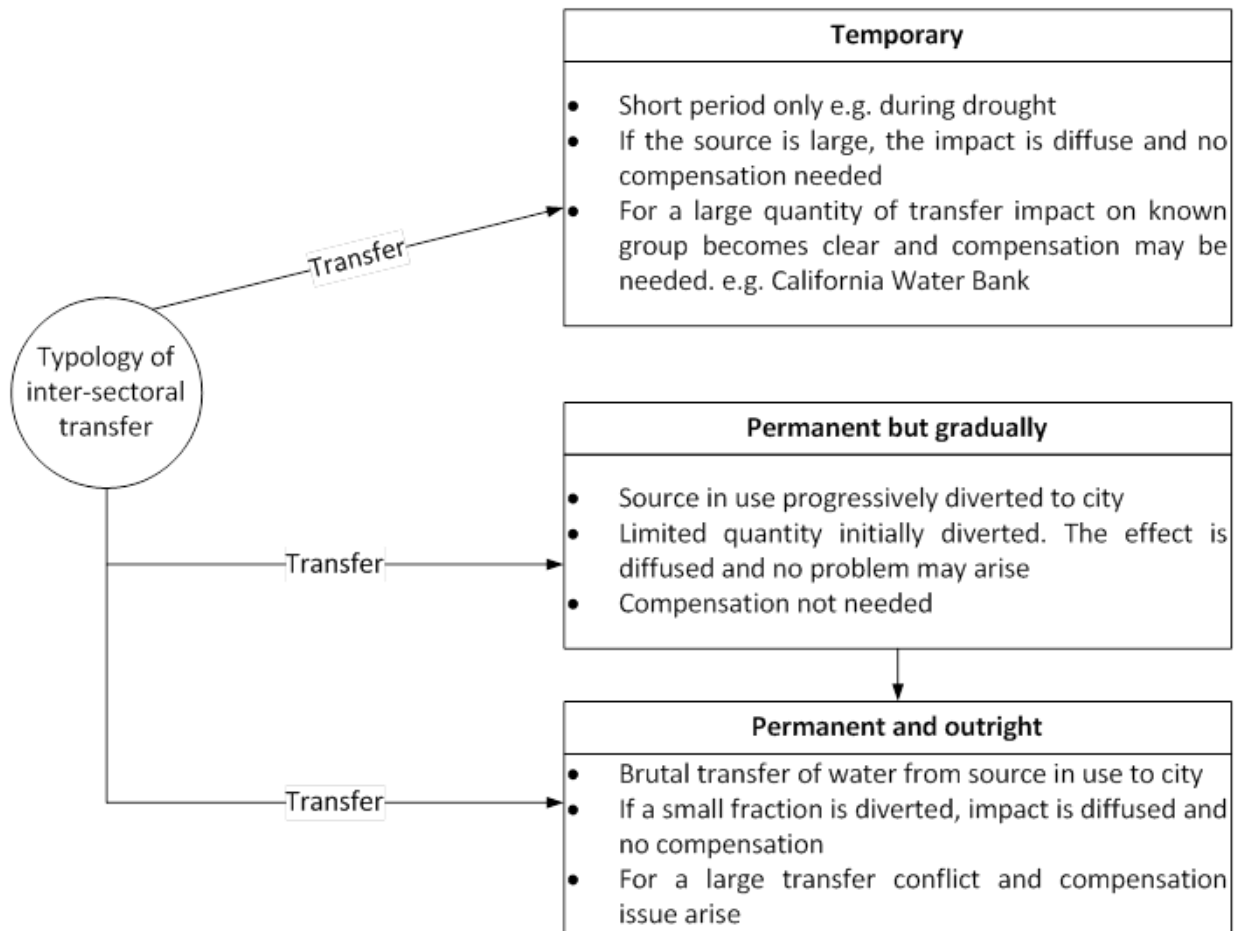 Temporary
• Short period only e.g. during drought
• If the source is large, the impact is diffuse and no
compensation needed
• For a large quantity of transfer impact on known
group becomes clear and compensation may be
needed. e.g. California Water Bank
Transfer
Typology of
inter-sectoral
transfer
Permanent but gradually
• Source in use progressively diverted to city
• Limited quantity initially diverted. The effect is
diffused and no problem may arise
• Compensation not needed
Transfer
Permanent and outright
• Brutal transfer of water from source in use to city
• If a small fraction is diverted, impact is diffused and
no compensation
• For a large transfer conflict and compensation
issue arise
Transfer